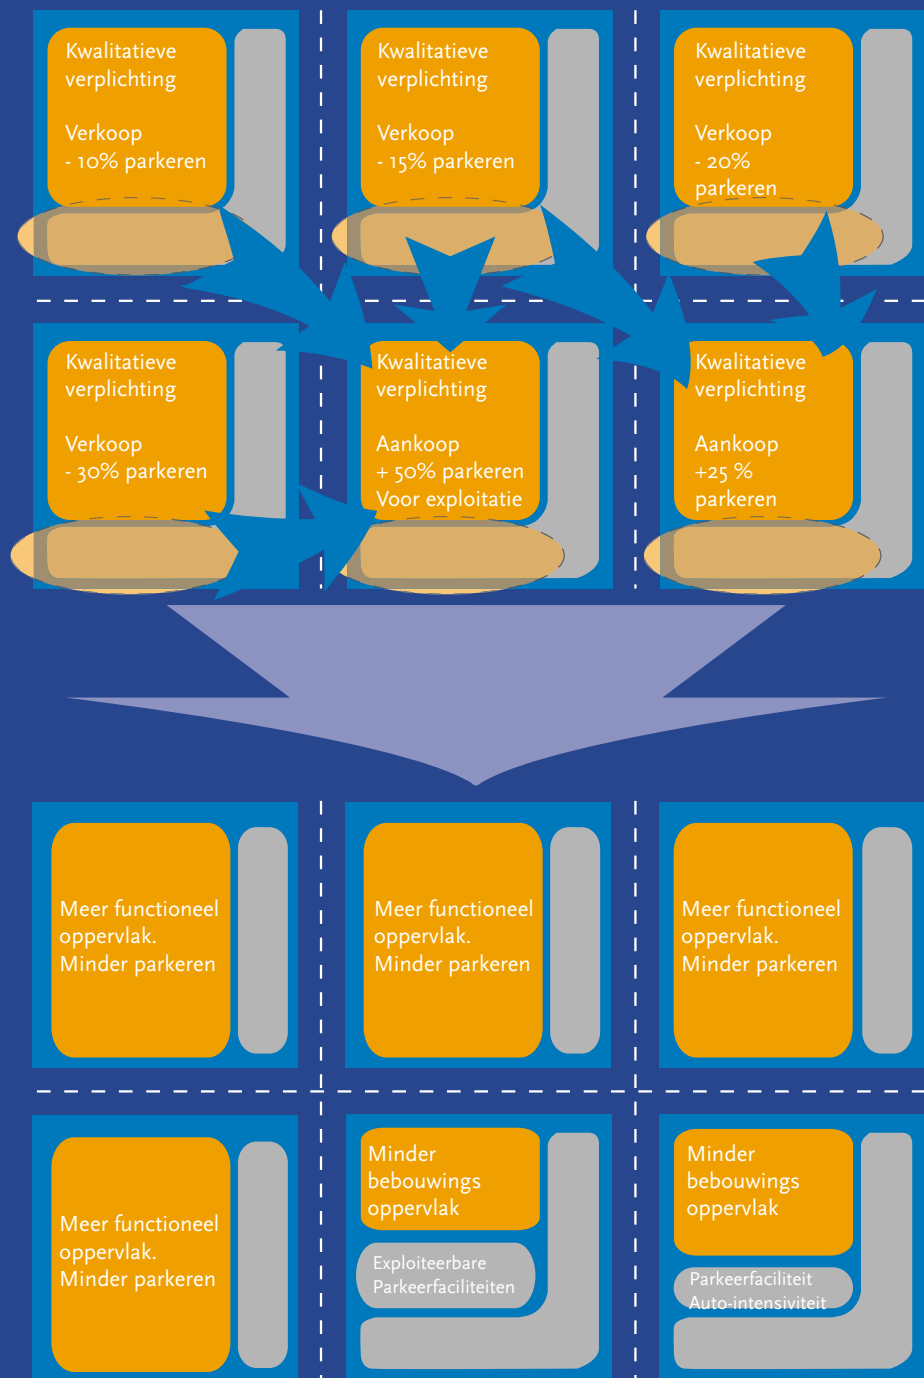 Kwalitatieve
verplichting
Verkoop
- 10% parkeren
Kwalitatieve
verplichting
Verkoop
- 15% parkeren
Kwalitatieve
verplichting
Verkoop
- 20%
parkeren
Kwalitatieve
verplichting
Verkoop
- 30% parkeren
Kwalitatieve
verplichting
Aankoop
+ 50% parkeren
Voor exploitatie
Kwalitatieve
verplichting
Aankoop
+25 %
parkeren
Meer functioneel
oppervlak.
Minder parkeren
Meer functioneel
oppervlak.
Minder parkeren
Meer functioneel
oppervlak.
Minder parkeren
Meer functioneel
oppervlak.
Minder parkeren
Minder
bebouwings
oppervlak
Exploiteerbare
Parkeerfaciliteiten
Minder
bebouwings
oppervlak
Parkeerfaciliteit
Auto-intensiviteit